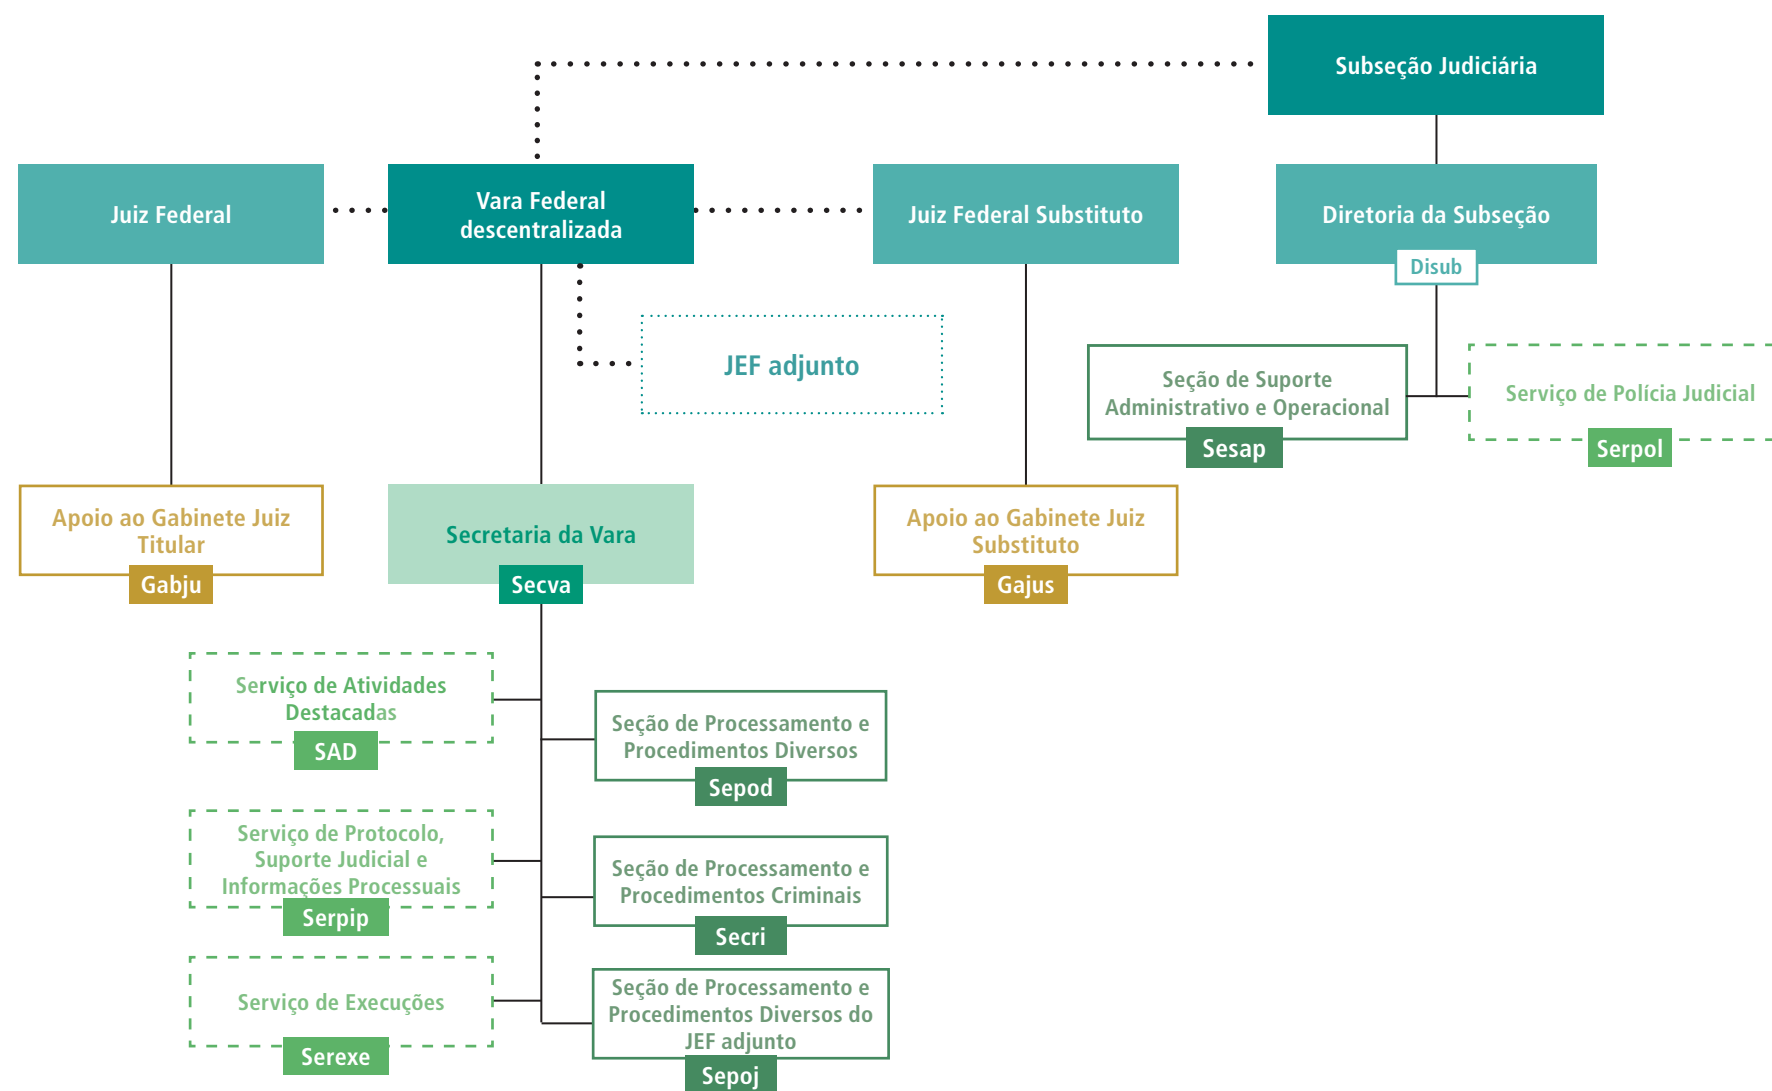 Subseção Judiciária
Juiz Federal
Vara Federal
descentralizada
Juiz Federal Substituto
Diretoria da Subseção
Disub
JEF adjunto
Seção de Suporte
Administrativo e Operacional
Sesap
Serviço de Polícia Judicial
Serpol
Apoio ao Gabinete Juiz
Titular
Gabju
Secretaria da Vara
Secva
Apoio ao Gabinete Juiz
Substituto
Gajus
Serviço de Atividades
Destacadas
SAD
Seção de Processamento e
Procedimentos Diversos
Sepod
Serviço de Protocolo,
Suporte Judicial e
Informações Processuais
Serpip
Seção de Processamento e
Procedimentos Criminais
Secri
Serviço de Execuções
Serexe
Seção de Processamento e
Procedimentos Diversos do
JEF adjunto
Sepoj